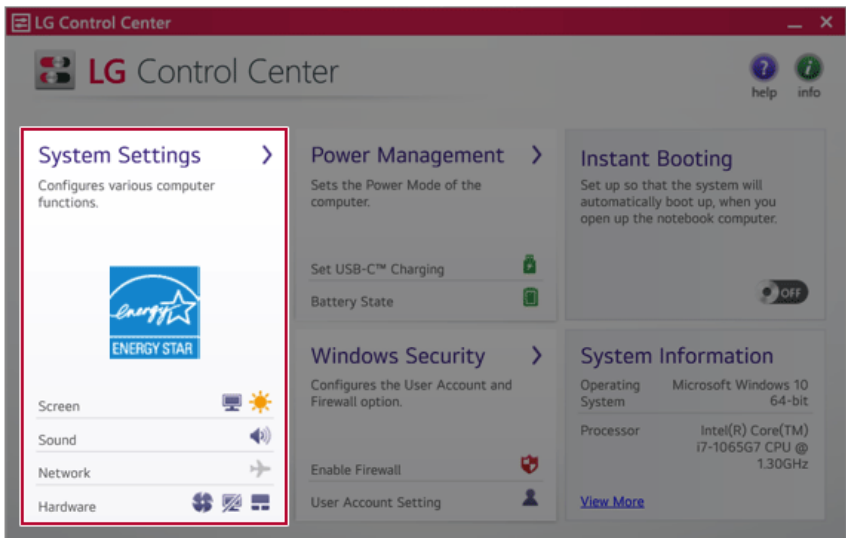 LG Control Center
LG Control Center
help
info
System Settings
Configures various computer
functions.
energy
ENERGY STAR
Screen
Sound
Network
Hardware
Power Management
Sets the Power Mode of the
computer.
Set USB-C™ Charging
Battery State
Instant Booting
Set up so that the system will
automatically boot up, when you
open up the notebook computer.
OFF
Windows Security
Configures the User Account and
Firewall option.
Enable Firewall
User Account Setting
System Information
Operating Microsoft Windows 10
System 64-bit
Processor Intel(R) Core(TM)
i7-1065G7 CPU @
1.30GHz
View More